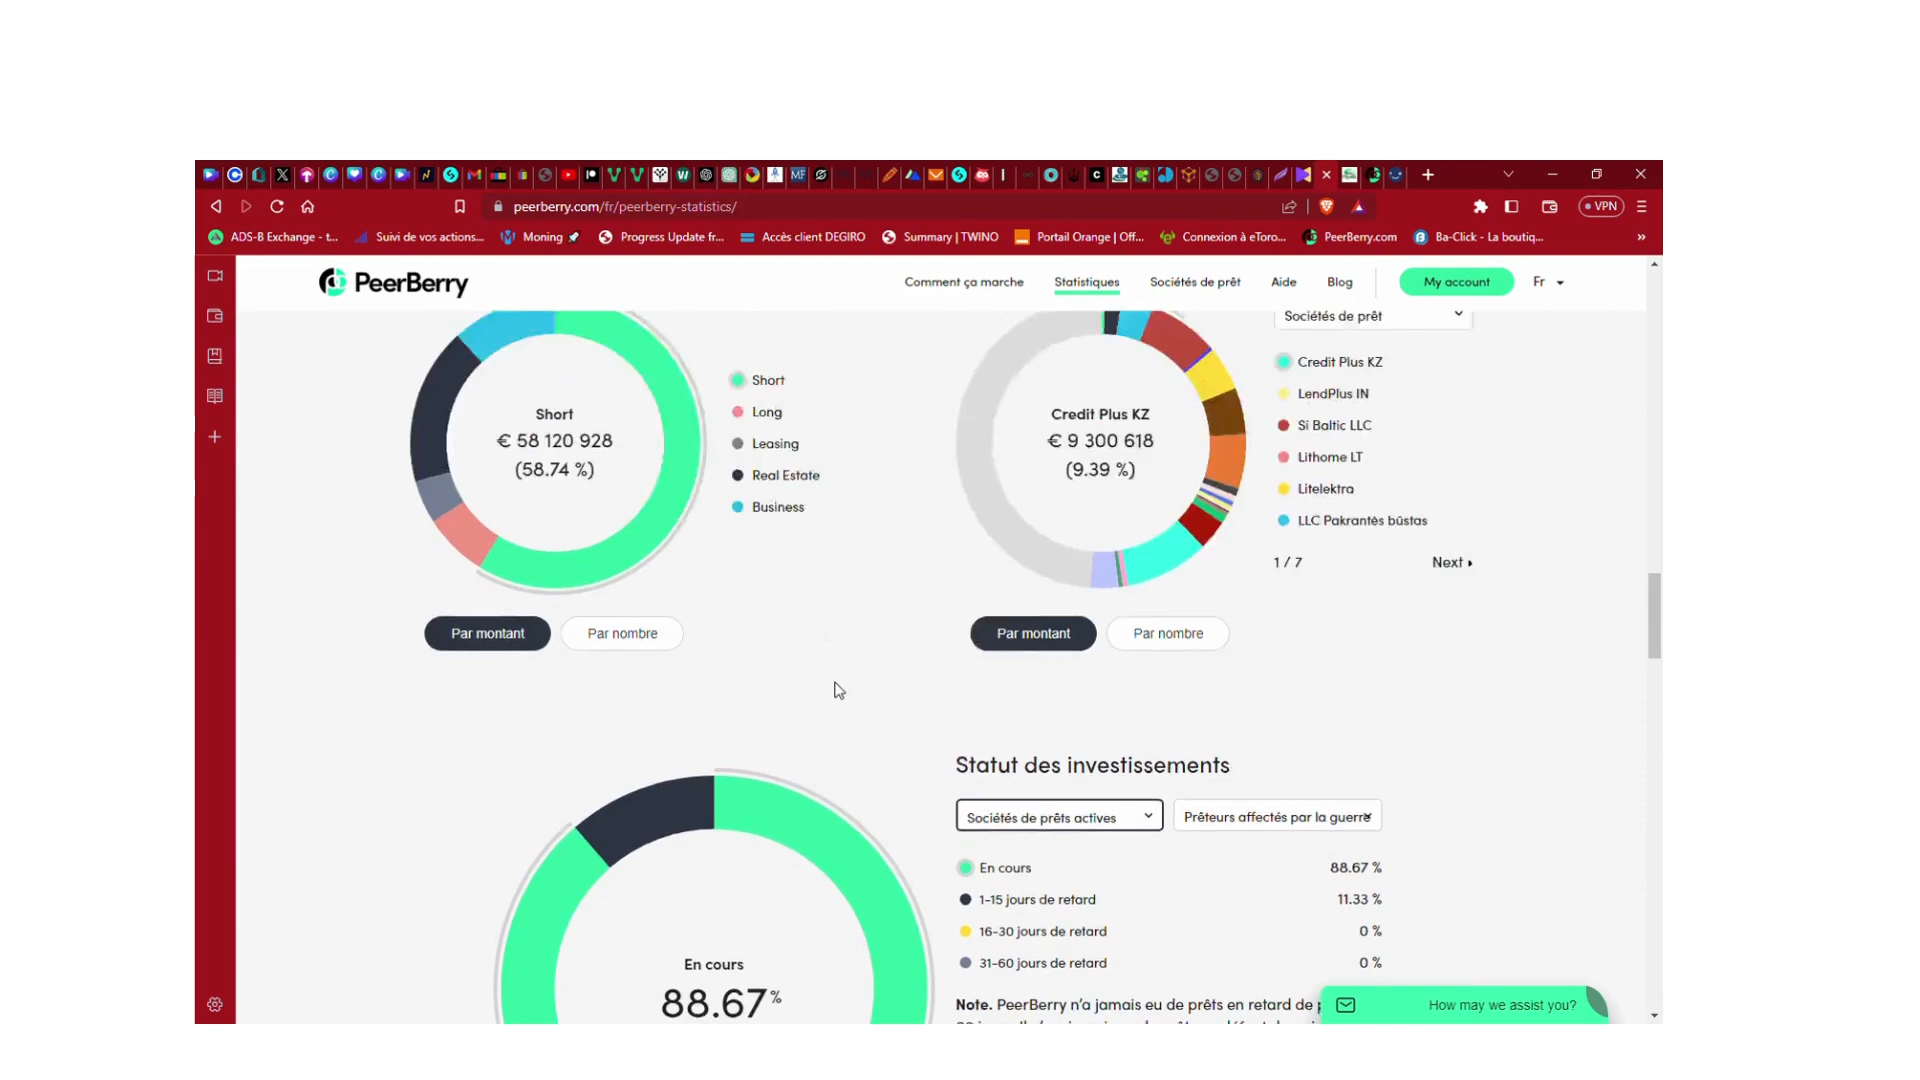 MF
peerberry.com/fr/peerberry-statistics/
VPN
ADS-B Exchange - t...
Suivi de vos actions...
Moning
Progress Update fr...
Accès client DEGIRO
Summary | TWINO
Portail Orange | Off...
Connexion à eToro...
PeerBerry.com
Ba-Click - La boutiq...
PeerBerry
Comment ça marche
Statistiques
Sociétés de prêt
Aide
Blog
My account
Fr
Short
€ 58 120 928
(58.74 %)
Short
Long
Leasing
Real Estate
Business
Par montant
Par nombre
Sociétés de prêt
Credit Plus KZ
€ 9 300 618
(9.39 %)
Credit Plus KZ
LendPlus IN
Si Baltic LLC
Lithome LT
Litelektra
LLC Pakrantės būstas
1 / 7
Next
Par montant
Par nombre
En cours
88.67 %
Statut des investissements
Sociétés de prêts actives
Prêteurs affectés par la guerre
En cours 88.67 %
1-15 jours de retard 11.33 %
16-30 jours de retard 0 %
31-60 jours de retard 0 %
Note. PeerBerry n'a jamais eu de prêts en retard de
How may we assist you?